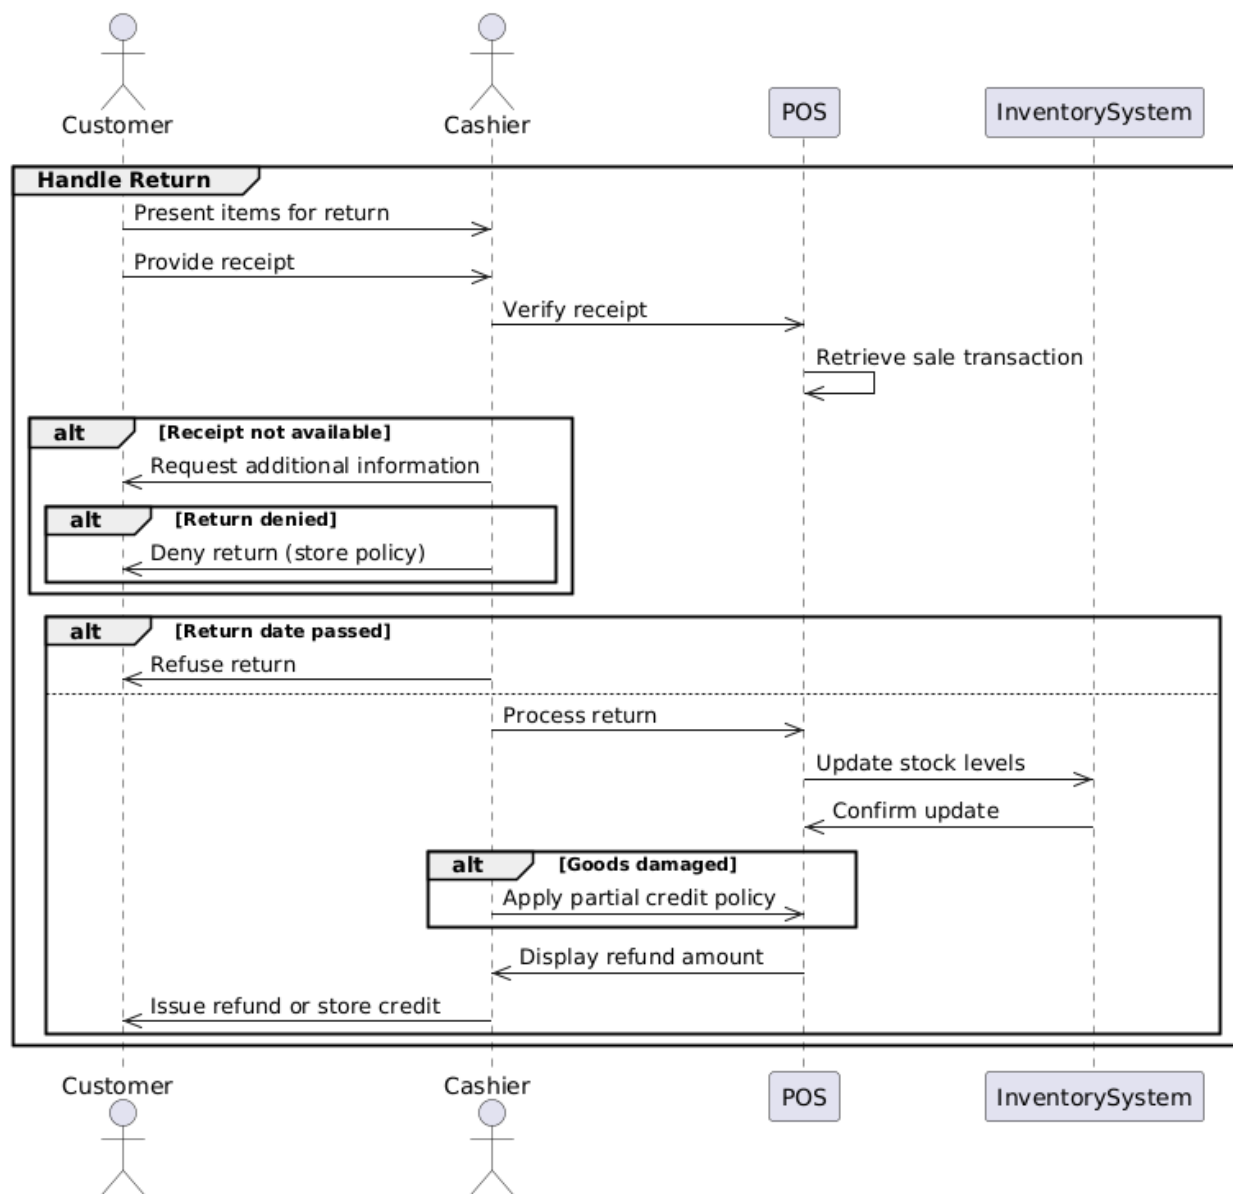 Customer
Cashier
POS
InventorySystem
Handle Return
Present items for return
Provide receipt
Verify receipt
Retrieve sale transaction
alt [Receipt not available]
Request additional information
alt [Return denied]
Deny return (store policy)
alt [Return date passed]
Refuse return
Process return
Update stock levels
Confirm update
alt [Goods damaged]
Apply partial credit policy
Display refund amount
Issue refund or store credit
Customer
Cashier
POS
InventorySystem